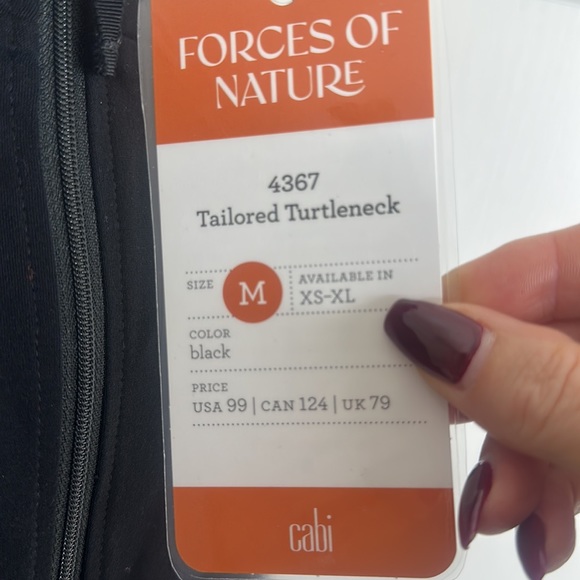 FORCES OF
NATURE
4367
Tailored Turtleneck
SIZE
M
AVAILABLE IN
XS-XL
COLOR
black
PRICE
USA 99 | CAN 124 | UK 79
cabi